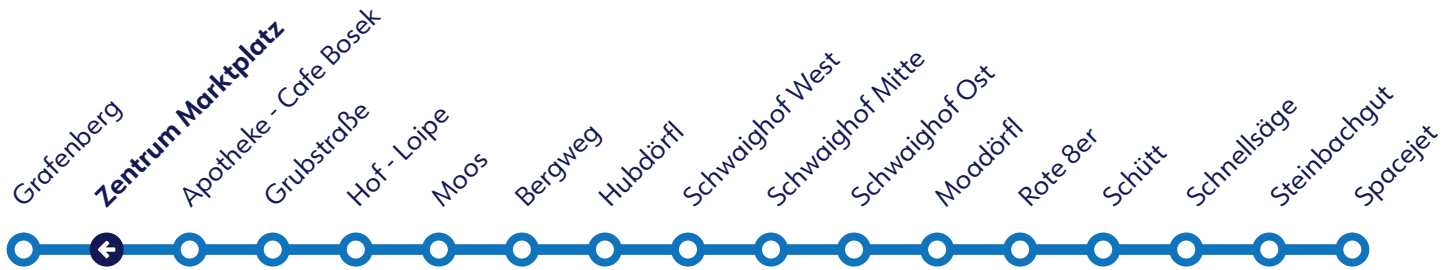 Grafenberg
Zentrum Marktplatz
Apotheke - Cafe Bosek
Grubstraße
Hof - Loipe
Moos
Bergweg
Hubdörfl
Schwaighof West
Schwaighof Mitte
Schwaighof Ost
Moadörfl
Rote 8er
Schütt
Schnellsäge
Steinbachgut
Spacejet